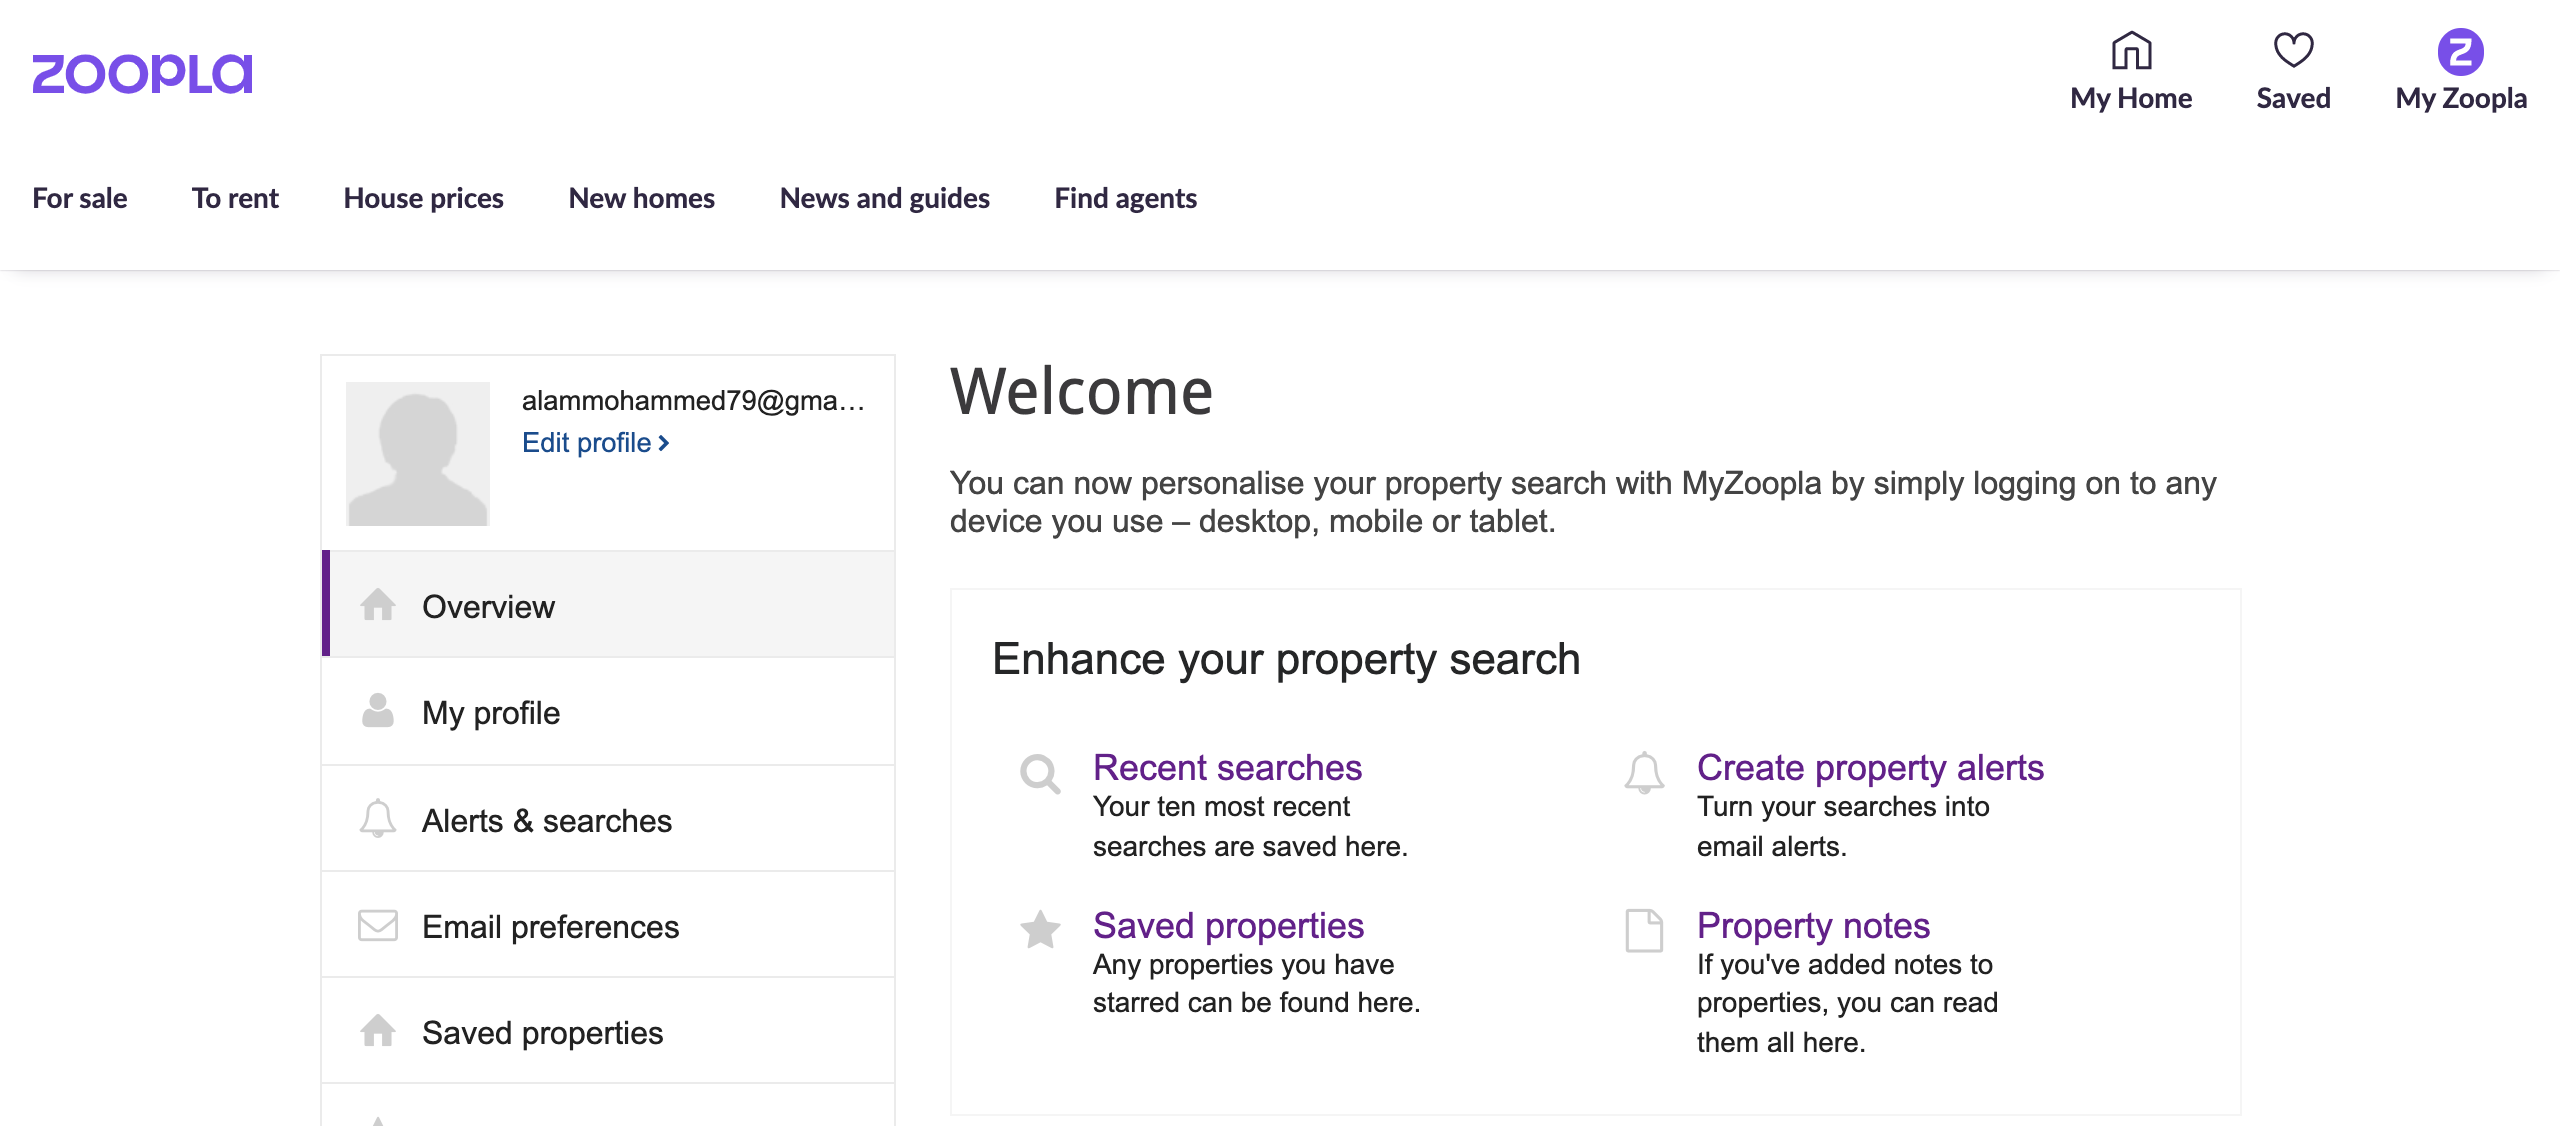 zoopla
My Home
Saved
My Zoopla
For sale
To rent
House prices
New homes
News and guides
Find agents
alammohammed79@gma…
Edit profile
Overview
My profile
Alerts & searches
Email preferences
Saved properties
Welcome
You can now personalise your property search with MyZoopla by simply logging on to any
device you use – desktop, mobile or tablet.
Enhance your property search
Recent searches
Your ten most recent
searches are saved here.
Create property alerts
Turn your searches into
email alerts.
Saved properties
Any properties you have
starred can be found here.
Property notes
If you've added notes to
properties, you can read
them all here.